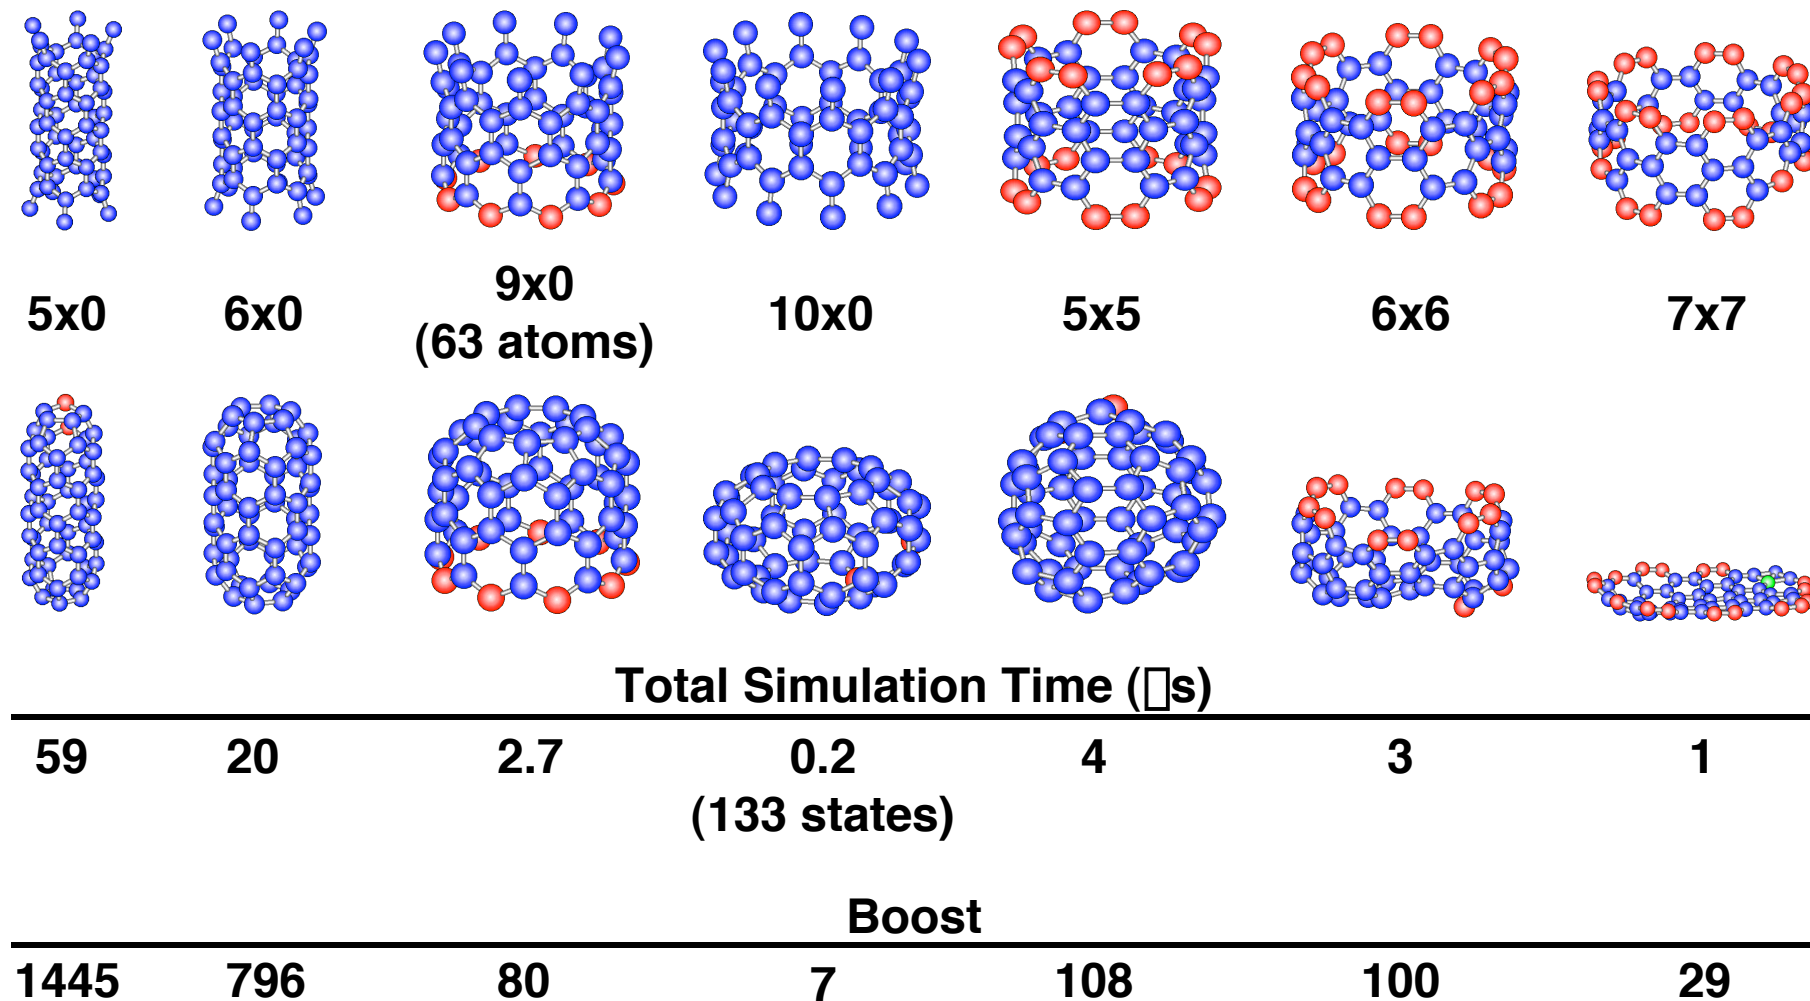 5x0 6x0 9x0 (63 atoms) 10x0 5x5 6x6 7x7
Total Simulation Time (▯s)
59 20 2.7 0.2 4 3 1
(133 states)
Boost
1445 796 80 7 108 100 29